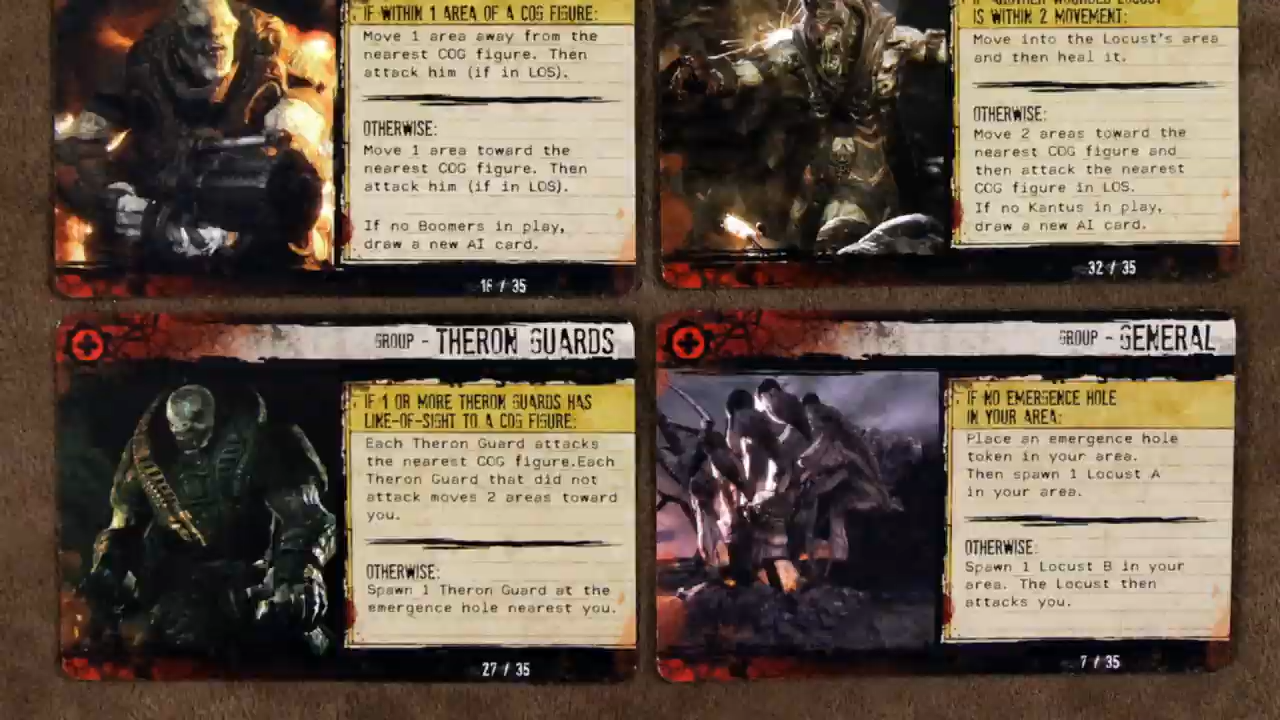 IF WITHIN 1 AREA OF A COG FIGURE:
Move 1 area away from the
nearest COG figure. Then
attack him (if in LOS).
OTHERWISE:
Move 1 area toward the
nearest COG figure. Then
attack him (if in LOS).
If no Boomers in play,
draw a new AI card.
16 / 35
IS WITHIN 2 MOVEMENT:
Move into the Locust's area
and then heal it.
OTHERWISE:
Move 2 areas toward the
nearest COG figure and
then attack the nearest
COG figure in LOS.
If no Kantus in play,
draw a new AI card.
32 / 35
GROUP - THERON GUARDS
IF 1 OR MORE THERON GUARDS HAS
LINE-OF-SIGHT TO A COG FIGURE:
Each Theron Guard attacks
the nearest COG figure.Each
Theron Guard that did not
attack moves 2 areas toward
you.
OTHERWISE:
Spawn 1 Theron Guard at the
emergence hole nearest you.
27 / 35
GROUP - GENERAL
IF NO EMERGENCE HOLE
IN YOUR AREA:
Place an emergence hole
token in your area.
Then spawn 1 Locust A
in your area.
OTHERWISE:
Spawn 1 Locust B in your
area. The Locust then
attacks you.
7 / 35